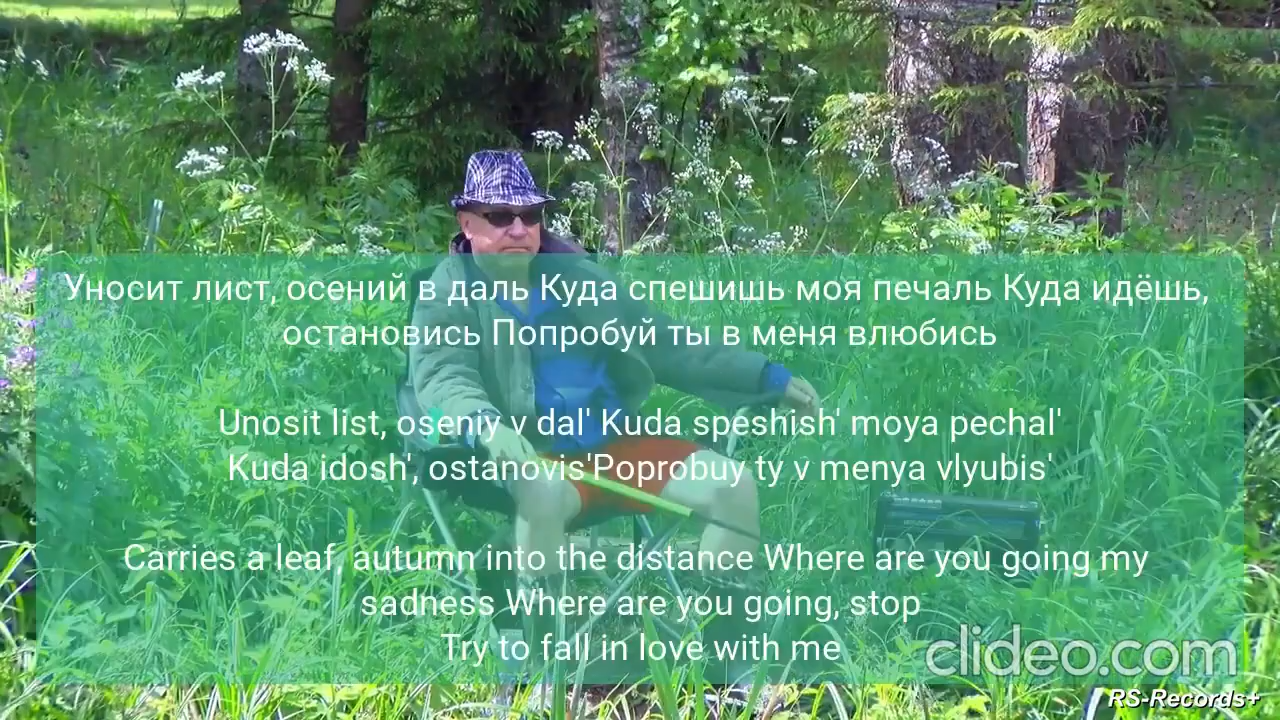 Уносит лист, осений в даль Куда спешишь моя печаль Куда идёшь,
остановись Попробуй ты в меня влюбись
Unosit list, oseniy v dal' Kuda speshish' moya pechal'
Kuda idosh', ostanovis'Poprobuy ty v menya vlyubis'
Carries a leaf, autumn into the distance Where are you going my
sadness Where are you going, stop
Try to fall in love with me
clideo.com
RS-Records+